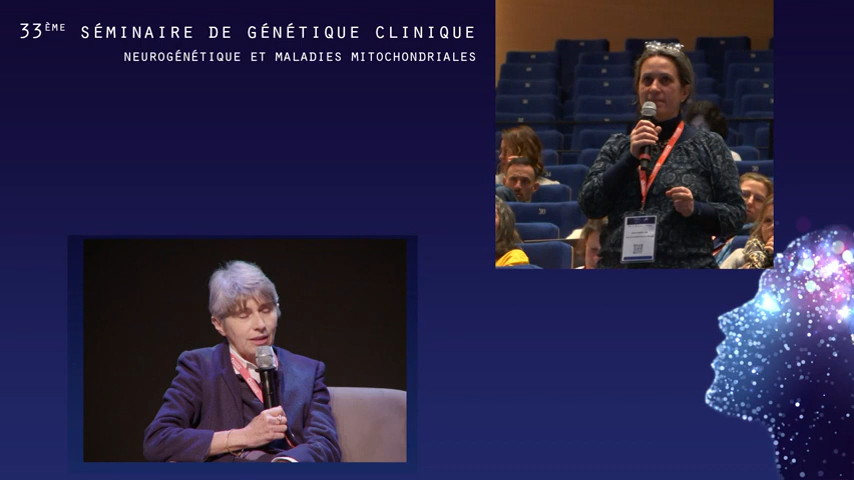 33ÈME SÉMINAIRE DE GÉNÉTIQUE CLINIQUE
NEUROGÉNÉTIQUE ET MALADIES MITOCHONDRIALES